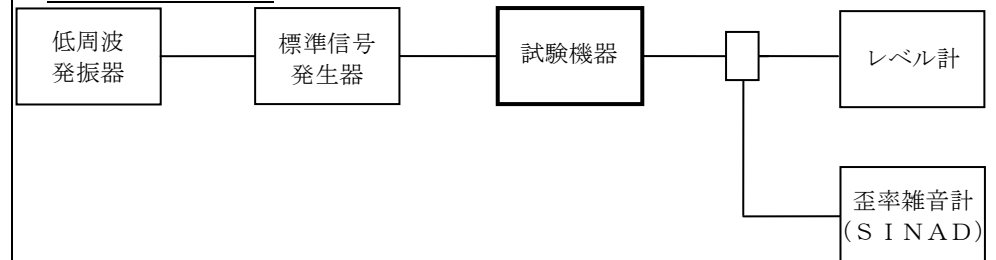 低周波
発振器
標準信号
発生器
試験機器
レベル計
歪率雑音計
(ＳＩＮＡＤ)